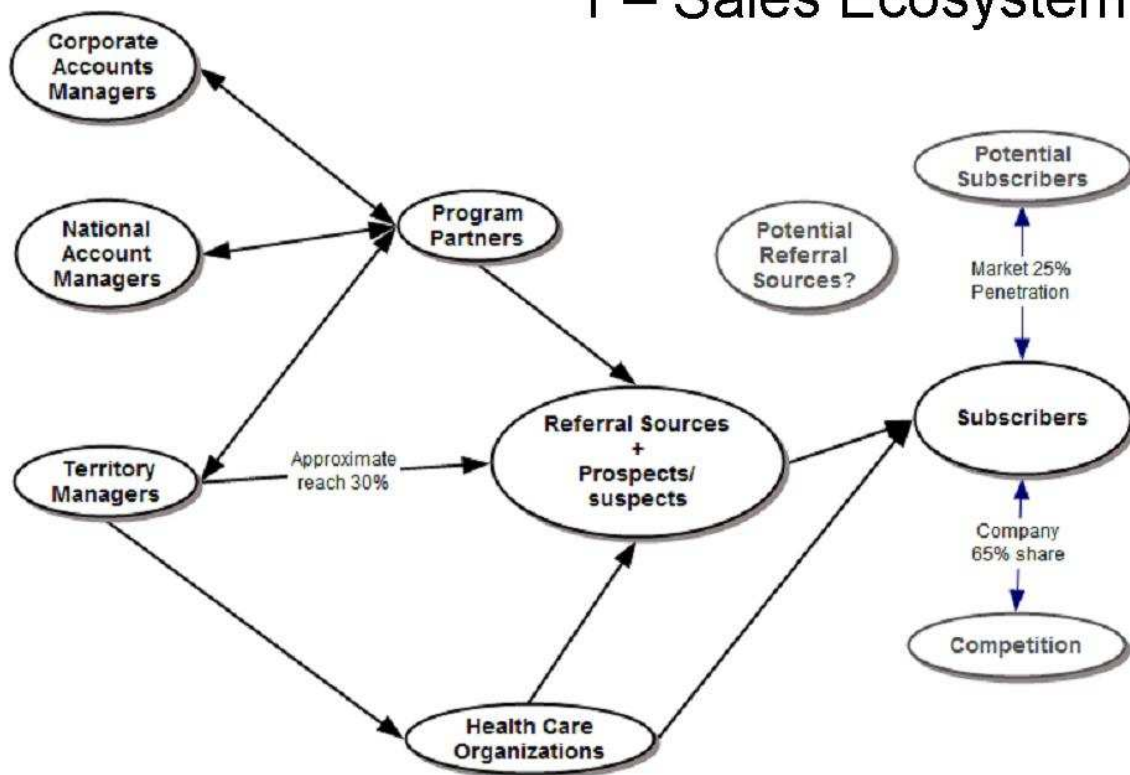 1 – Sales Ecosystem
Corporate
Accounts
Managers
Potential
Subscribers
National
Account
Managers
Program
Partners
Potential
Referral
Sources?
Market 25%
Penetration
Referral Sources
+
Prospects/
suspects
Subscribers
Territory
Managers
Approximate
reach 30%
Company
65% share
Competition
Health Care
Organizations